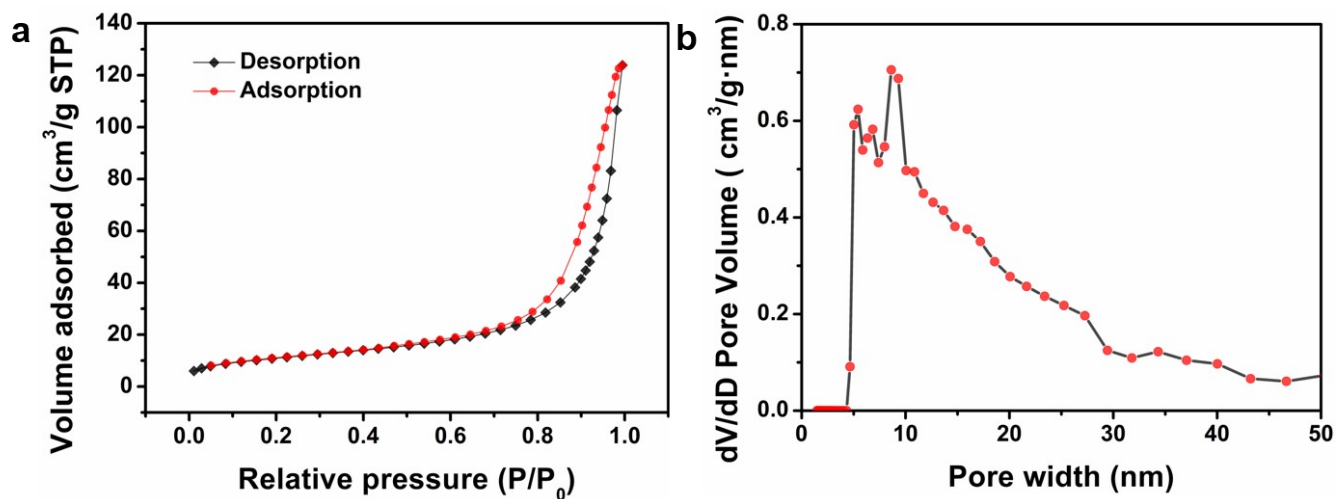 a
Volume adsorbed (cm³/g STP)
140
120
100
80
60
40
20
0
Desorption
Adsorption
0.0 0.2 0.4 0.6 0.8 1.0
Relative pressure (P/P₀)
b
dV/dD Pore Volume ( cm³/g·nm)
0.8
0.6
0.4
0.2
0.0
0 10 20 30 40 50
Pore width (nm)